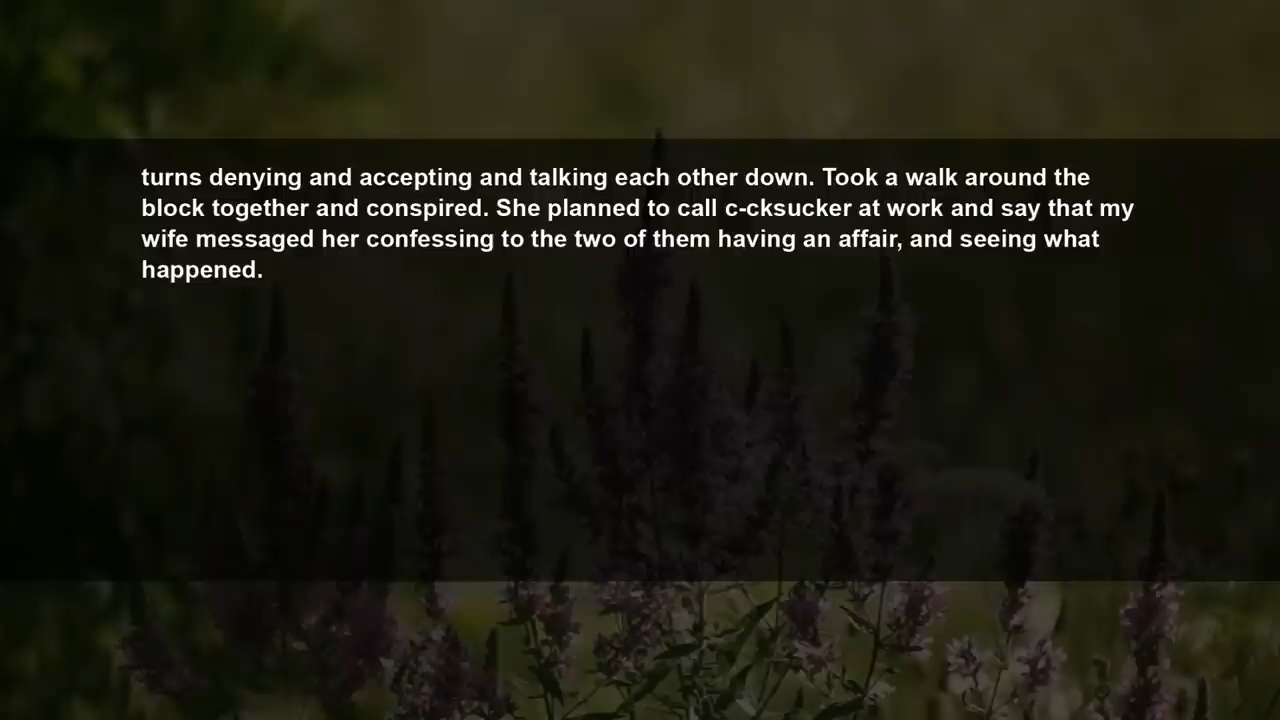 turns denying and accepting and talking each other down. Took a walk around the
block together and conspired. She planned to call c-cksucker at work and say that my
wife messaged her confessing to the two of them having an affair, and seeing what
happened.